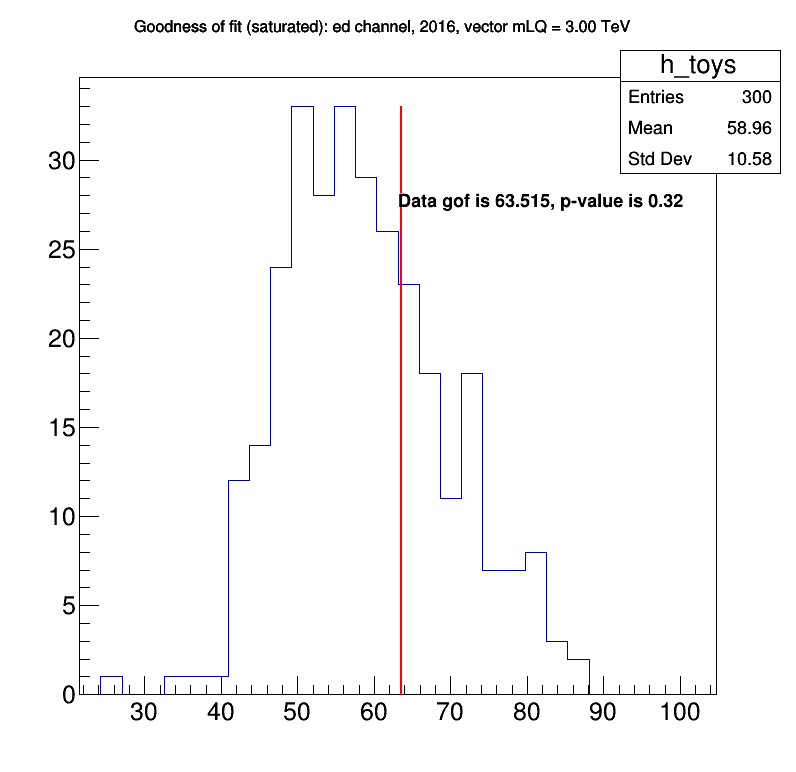 Goodness of fit (saturated): ed channel, 2016, vector mLQ = 3.00 TeV
h_toys
Entries 300
Mean 58.96
Std Dev 10.58
Data gof is 63.515, p-value is 0.32
30
25
20
15
10
5
0
30 40 50 60 70 80 90 100